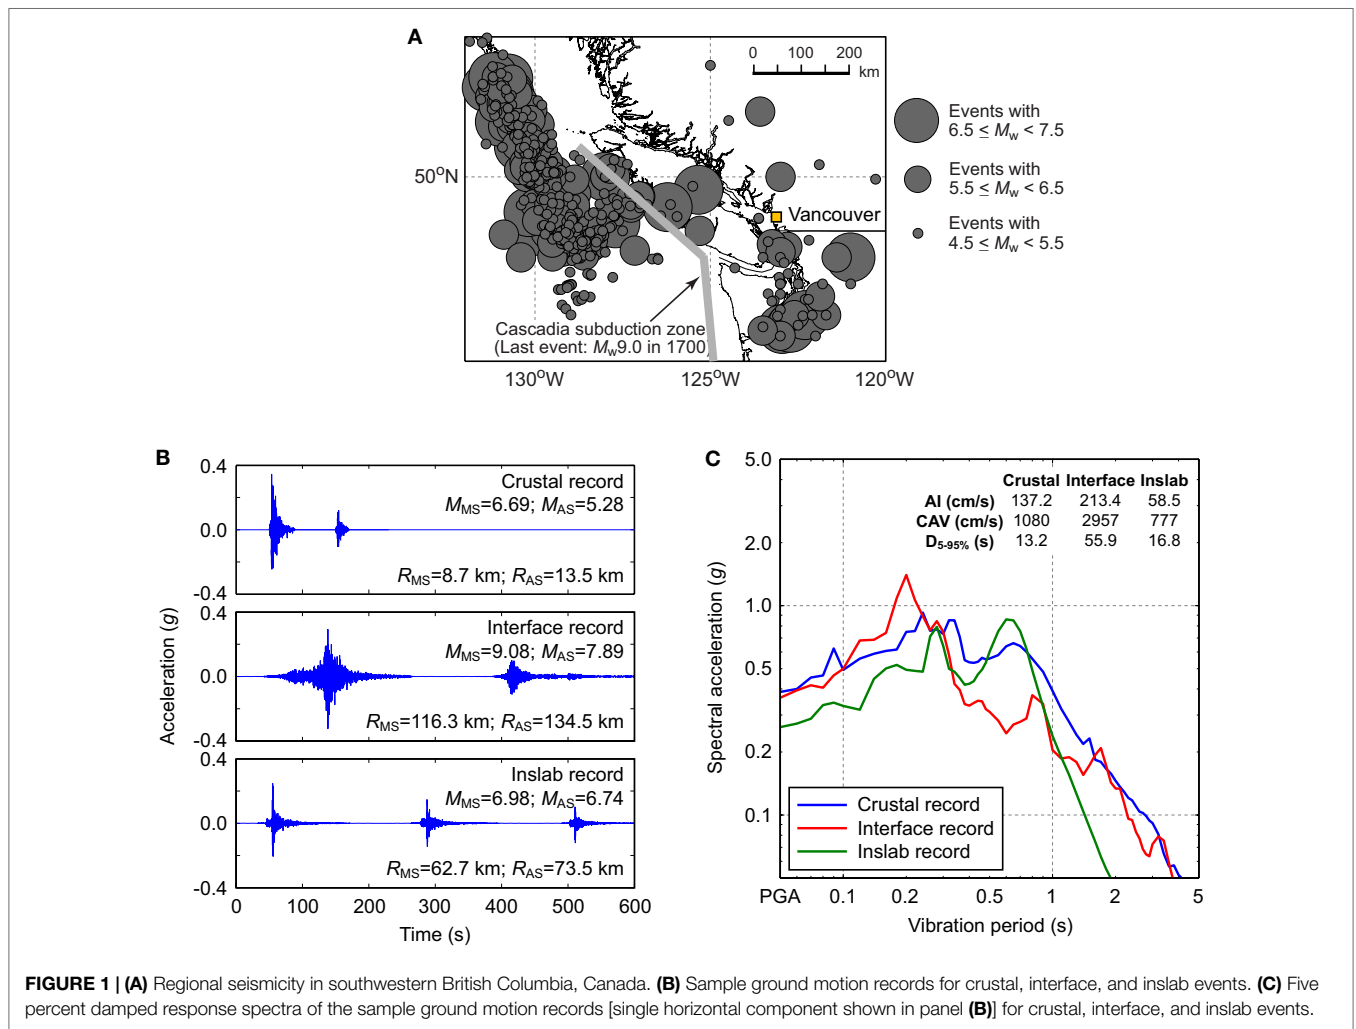 A
0 100 200
km
50°N
Vancouver
Cascadia subduction zone
(Last event: Mw9.0 in 1700)
130°W 125°W 120°W
Events with
6.5 ≤ Mw < 7.5
Events with
5.5 ≤ Mw < 6.5
Events with
4.5 ≤ Mw < 5.5
B
Acceleration (g)
0.4
0.0
-0.4
Crustal record
MMS=6.69; MAS=5.28
RMS=8.7 km; RAS=13.5 km
0.4
0.0
-0.4
Interface record
MMS=9.08; MAS=7.89
RMS=116.3 km; RAS=134.5 km
0.4
0.0
-0.4
Inslab record
MMS=6.98; MAS=6.74
RMS=62.7 km; RAS=73.5 km
0 100 200 300 400 500 600
Time (s)
C
Spectral acceleration (g)
5.0
2.0
1.0
0.5
0.2
0.1
Crustal Interface Inslab
AI (cm/s) 137.2 213.4 58.5
CAV (cm/s) 1080 2957 777
D5-95% (s) 13.2 55.9 16.8
Crustal record
Interface record
Inslab record
PGA 0.1 0.2 0.5 1 2 5
Vibration period (s)
FIGURE 1 | (A) Regional seismicity in southwestern British Columbia, Canada. (B) Sample ground motion records for crustal, interface, and inslab events. (C) Five
percent damped response spectra of the sample ground motion records [single horizontal component shown in panel (B)] for crustal, interface, and inslab events.